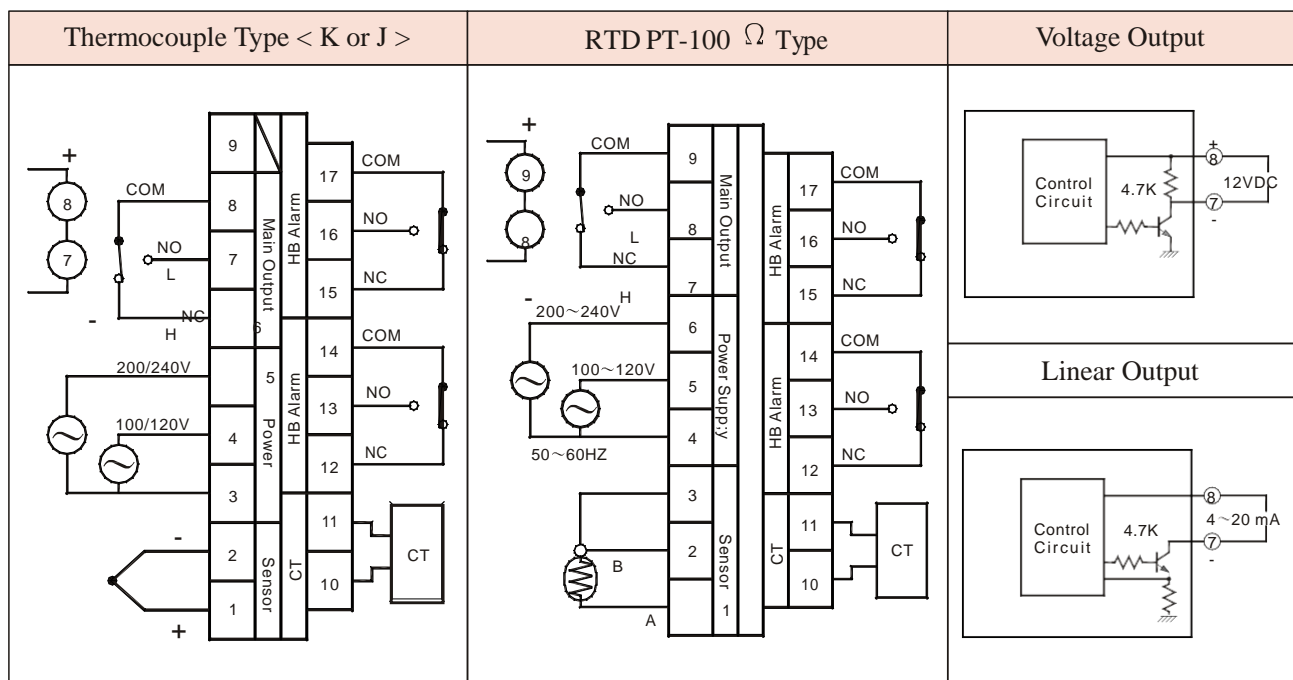 Thermocouple Type < K or J >
RTD PT-100 Ω Type
Voltage Output
+
8
7
-
COM
NO
L
NC
H
200/240V
100/120V
-
+
9
8
7
6
5
4
3
2
1
Main Output
Power
Sensor
HB Alarm
HB Alarm
CT
17
16
15
14
13
12
11
10
COM
NO
NC
COM
NO
NC
CT
+
9
8
-
COM
NO
L
NC
H
200~240V
100~120V
50~60HZ
B
A
9
8
7
6
5
4
3
2
1
Main Output
Power Supp:y
Sensor
HB Alarm
HB Alarm
CT
17
16
15
14
13
12
11
10
COM
NO
NC
COM
NO
NC
CT
Control
Circuit
4.7K
+
8
12VDC
7
-
Linear Output
Control
Circuit
4.7K
8
4~20 mA
7
-